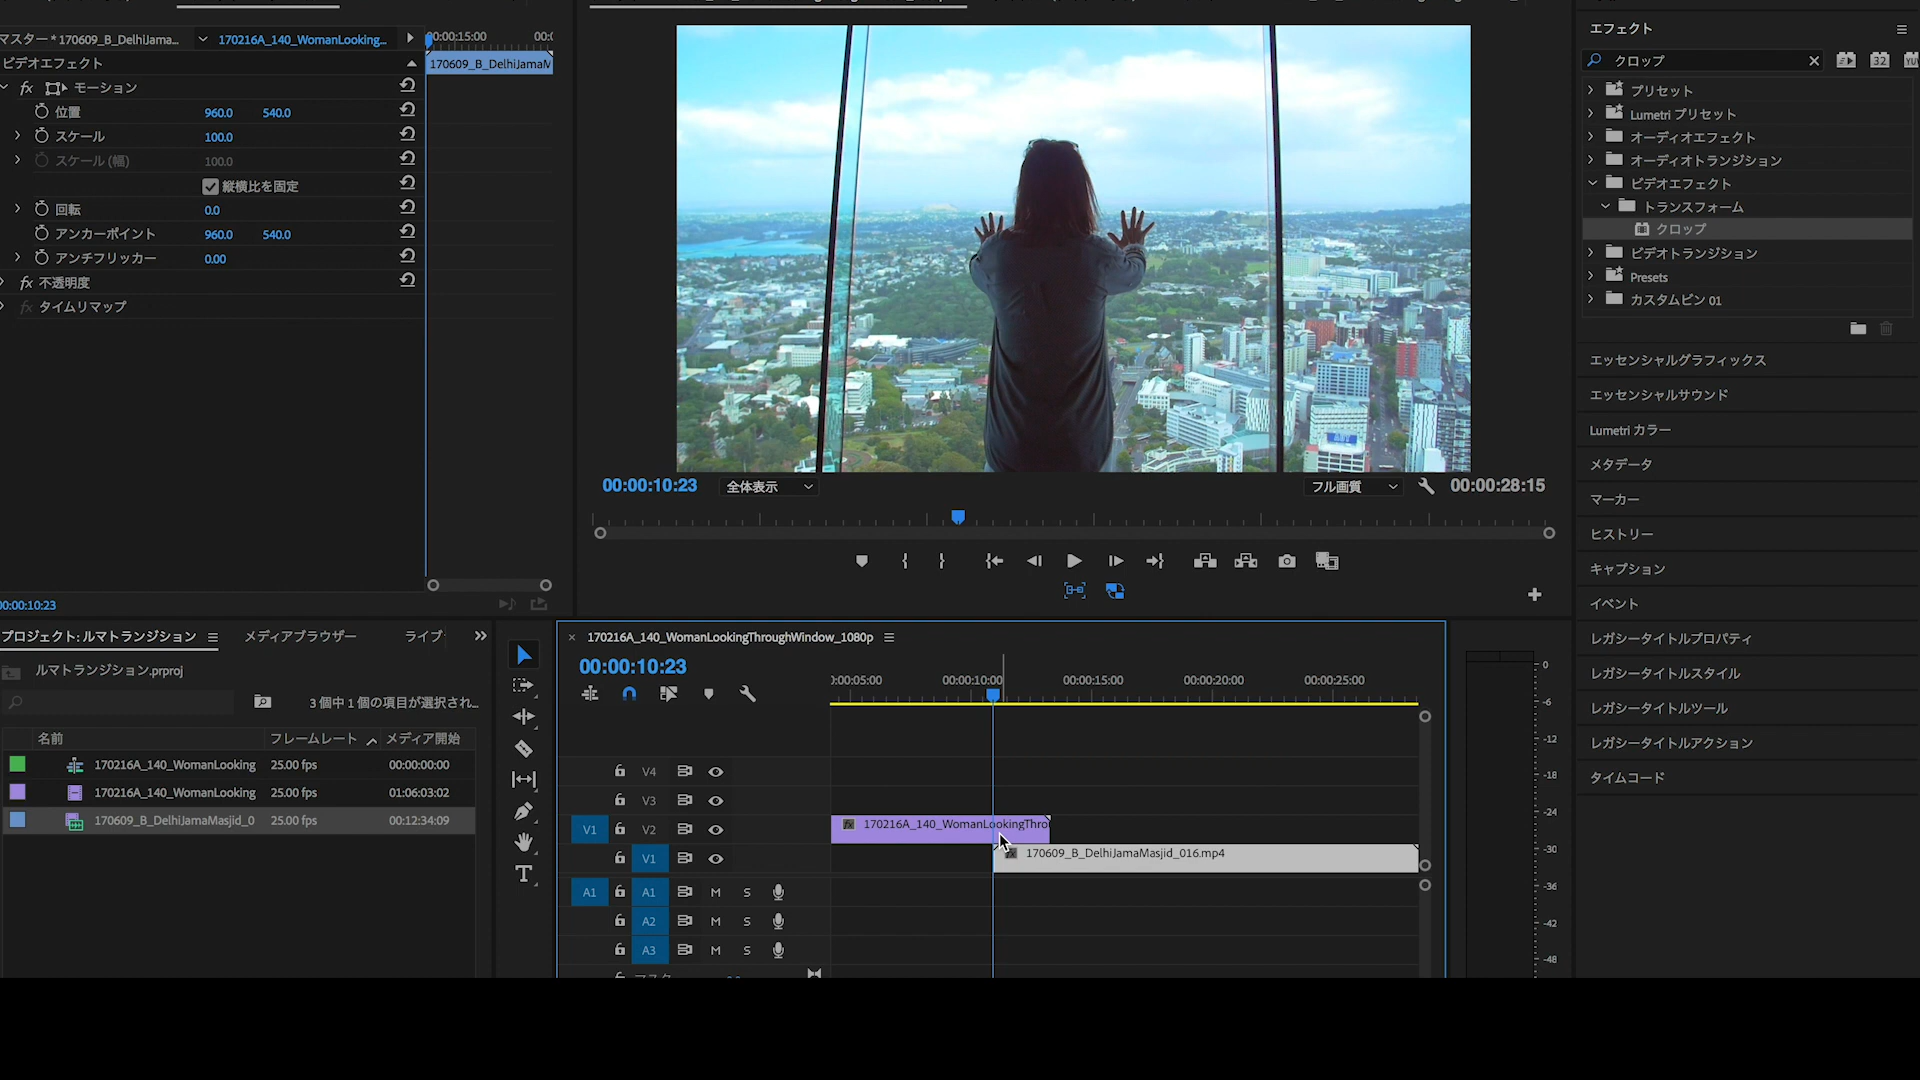 マスター * 170609_B_DelhiJama...
170216A_140_WomanLooking...
00:00:15:00
00:0
ビデオエフェクト
170609_B_DelhiJamaM
fx モーション
位置 960.0 540.0
スケール 100.0
スケール (幅) 100.0
縦横比を固定
回転 0.0
アンカーポイント 960.0 540.0
アンチフリッカー 0.00
fx 不透明度
fx タイムリマップ
00:00:10:23
00:00:10:23
全体表示
フル画質
00:00:28:15
エフェクト
クロップ
32
YUV
プリセット
Lumetri プリセット
オーディオエフェクト
オーディオトランジション
ビデオエフェクト
トランスフォーム
クロップ
ビデオトランジション
Presets
カスタムビン 01
エッセンシャルグラフィックス
エッセンシャルサウンド
Lumetri カラー
メタデータ
マーカー
ヒストリー
キャプション
イベント
レガシータイトルプロパティ
レガシータイトルスタイル
レガシータイトルツール
レガシータイトルアクション
タイムコード
プロジェクト: ルマトランジション
メディアブラウザー
ライブ
ルマトランジション.prproj
3 個中 1 個の項目が選択され...
名前 フレームレート メディア開始
170216A_140_WomanLooking 25.00 fps 00:00:00:00
170216A_140_WomanLooking 25.00 fps 01:06:03:02
170609_B_DelhiJamaMasjid_0 25.00 fps 00:12:34:09
170216A_140_WomanLookingThroughWindow_1080p
00:00:10:23
:00:05:00
00:00:10:00
00:00:15:00
00:00:20:00
00:00:25:00
V4
V3
V1 V2
fx 170216A_140_WomanLookingThro
V1
170609_B_DelhiJamaMasjid_016.mp4
A1 A1 M S
A2 M S
A3 M S
0
-6
-12
-18
-24
-30
-36
-42
-48